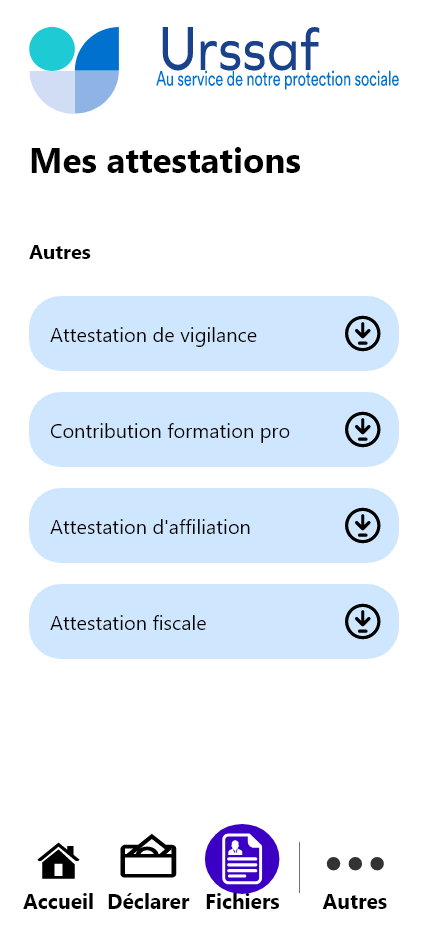 Urssaf
Au service de notre protection sociale
Mes attestations
Autres
Attestation de vigilance
Contribution formation pro
Attestation d'affiliation
Attestation fiscale
Accueil Déclarer Fichiers Autres